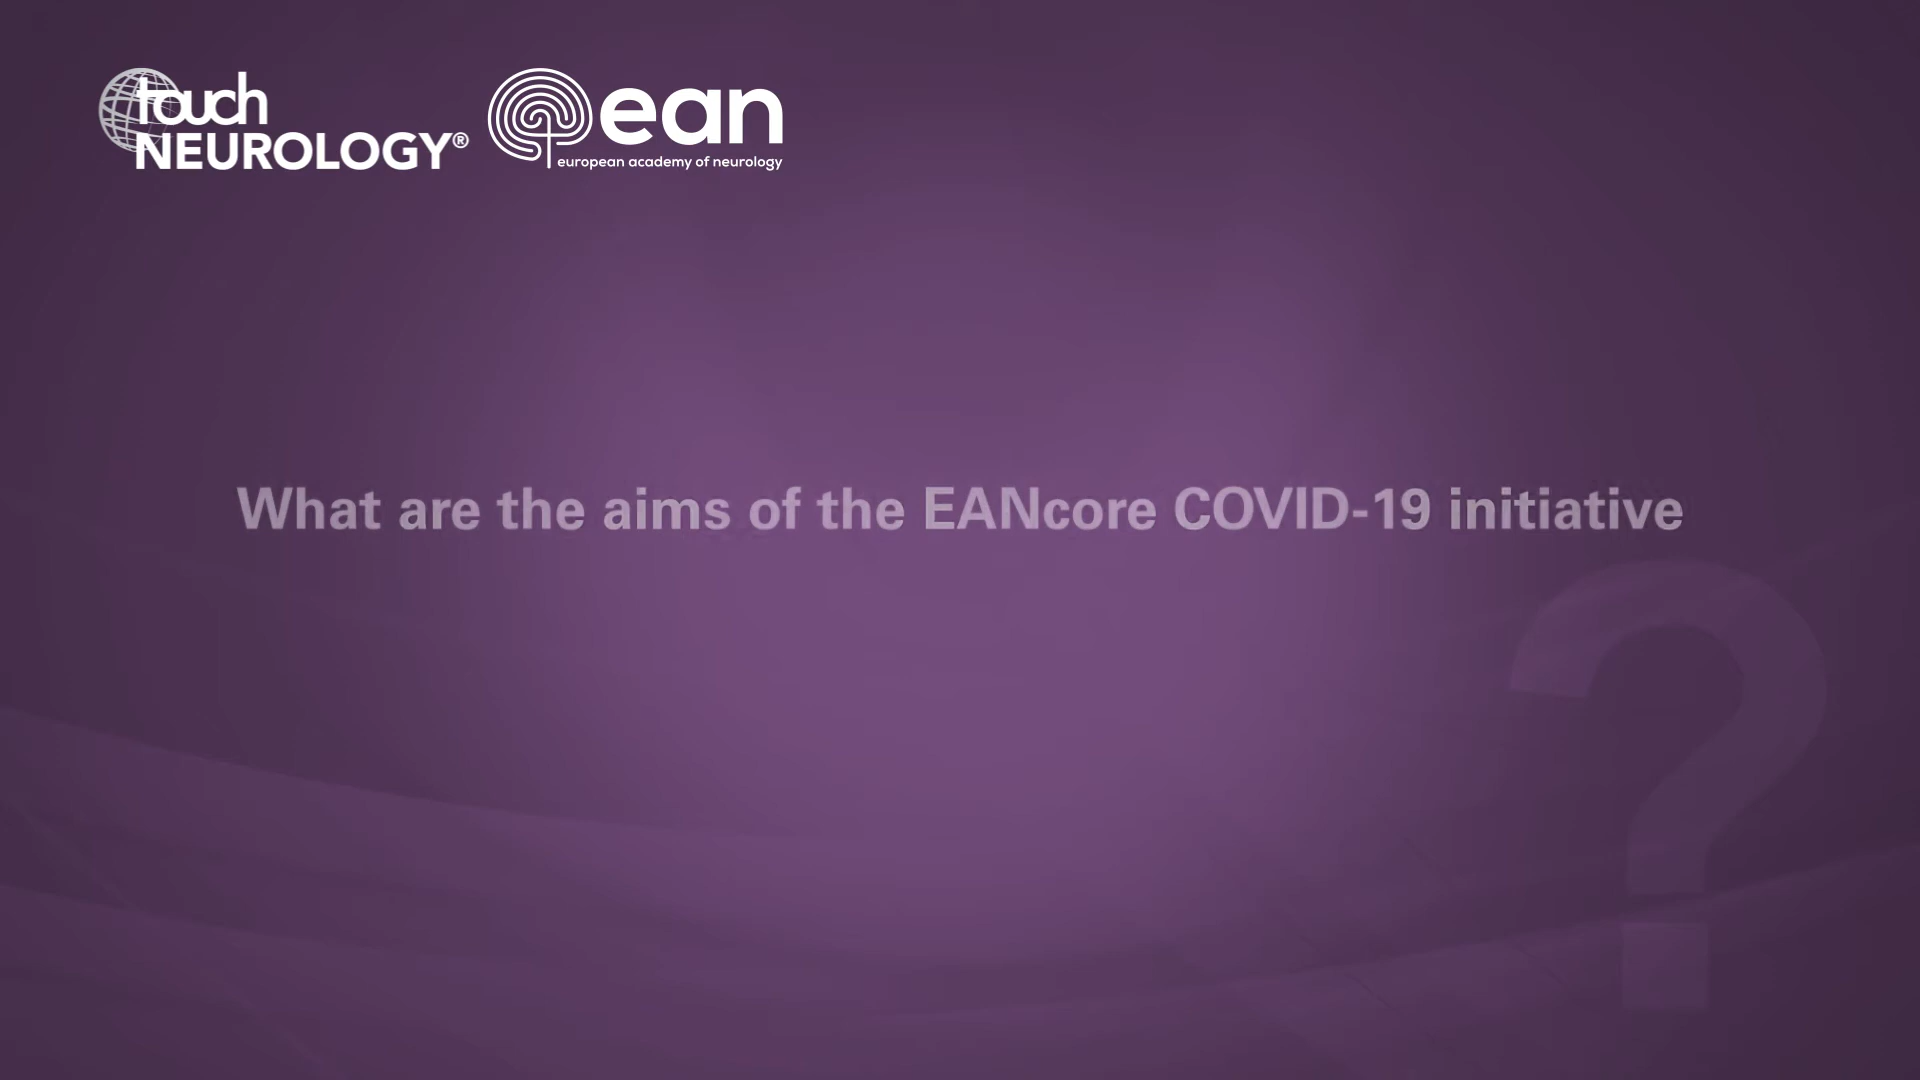 touch
NEUROLOGY®
ean
european academy of neurology
What are the aims of the EANcore COVID-19 initiative
?